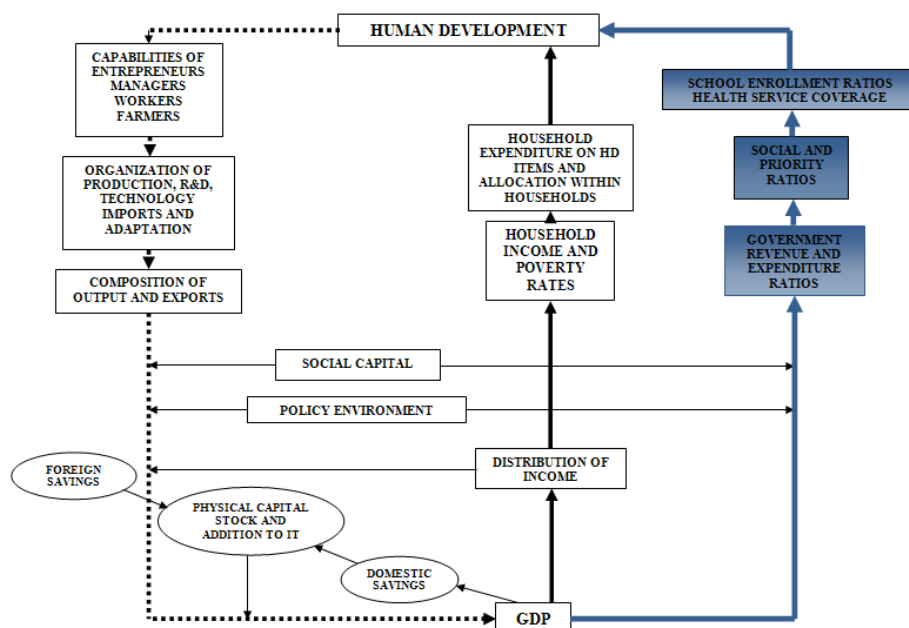 HUMAN DEVELOPMENT
CAPABILITIES OF
ENTREPRENEURS
MANAGERS
WORKERS
FARMERS
SCHOOL ENROLLMENT RATIOS
HEALTH SERVICE COVERAGE
HOUSEHOLD
EXPENDITURE ON HD
ITEMS AND
ALLOCATION WITHIN
HOUSEHOLDS
SOCIAL AND
PRIORITY
RATIOS
ORGANIZATION OF
PRODUCTION, R&D,
TECHNOLOGY
IMPORTS AND
ADAPTATION
HOUSEHOLD
INCOME AND
POVERTY
RATES
GOVERNMENT
REVENUE AND
EXPENDITURE
RATIOS
COMPOSITION OF
OUTPUT AND EXPORTS
SOCIAL CAPITAL
POLICY ENVIRONMENT
FOREIGN
SAVINGS
DISTRIBUTION OF
INCOME
PHYSICAL CAPITAL
STOCK AND
ADDITION TO IT
DOMESTIC
SAVINGS
GDP